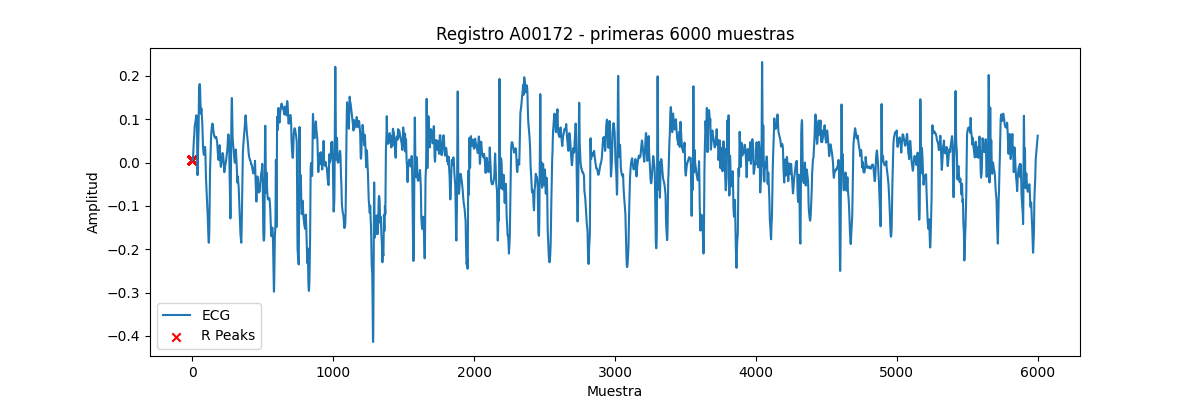 Registro A00172 - primeras 6000 muestras
Amplitud
0.2
0.1
0.0
−0.1
−0.2
−0.3
−0.4
ECG
R Peaks
0 1000 2000 3000 4000 5000 6000
Muestra